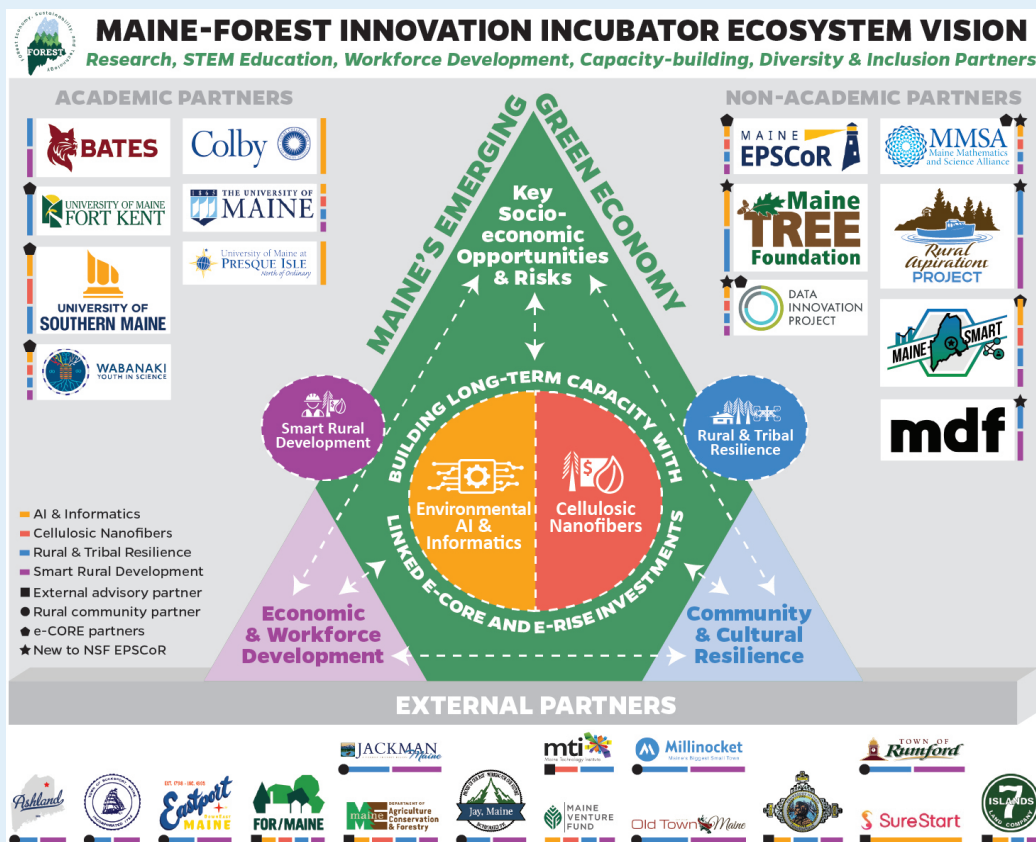 MAINE-FOREST INNOVATION INCUBATOR ECOSYSTEM VISION
Research, STEM Education, Workforce Development, Capacity-building, Diversity & Inclusion Partners
FOREST
ACADEMIC PARTNERS
BATES
Colby
UNIVERSITY OF MAINE
FORT KENT
1865 THE UNIVERSITY OF
MAINE
UNIVERSITY OF
SOUTHERN MAINE
University of Maine at
PRESQUE ISLE
North of Ordinary
WABANAKI
YOUTH IN SCIENCE
NON-ACADEMIC PARTNERS
MAINE
EPSCoR
MMSA
Maine Mathematics
and Science Alliance
Maine
TREE
Foundation
Rural
Aspirations
PROJECT
DATA
INNOVATION
PROJECT
MAINE SMART
mdf
MAINE'S EMERGING
GREEN ECONOMY
Key
Socio-
economic
Opportunities
& Risks
BUILDING LONG-TERM CAPACITY WITH
LINKED E-CORE AND E-RISE INVESTMENTS
Smart Rural
Development
Rural & Tribal
Resilience
Environmental
AI &
Informatics
Cellulosic
Nanofibers
$
Economic
& Workforce
Development
Community
& Cultural
Resilience
AI & Informatics
Cellulosic Nanofibers
Rural & Tribal Resilience
Smart Rural Development
External advisory partner
Rural community partner
e-CORE partners
New to NSF EPSCoR
EXTERNAL PARTNERS
JACKMAN
Maine
mti
Maine Technology Institute
Millinocket
Maine's Biggest Small Town
TOWN OF
Rumford
Ashland
Eastport
MAINE
FOR/MAINE
maine
DEPARTMENT OF
Agriculture
Conservation
& Forestry
Jay, Maine
MAINE
VENTURE
FUND
Old Town Maine
SureStart
7
ISLANDS
LAND COMPANY